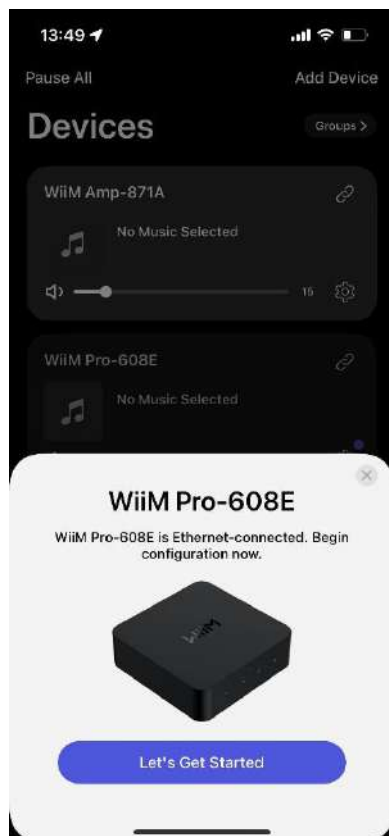 13:49
Pause All
Add Device
Devices
Groups >
WiiM Amp-871A
No Music Selected
15
WiiM Pro-608E
No Music Selected
WiiM Pro-608E
WiiM Pro-608E is Ethernet-connected. Begin
configuration now.
WiiM
Let's Get Started